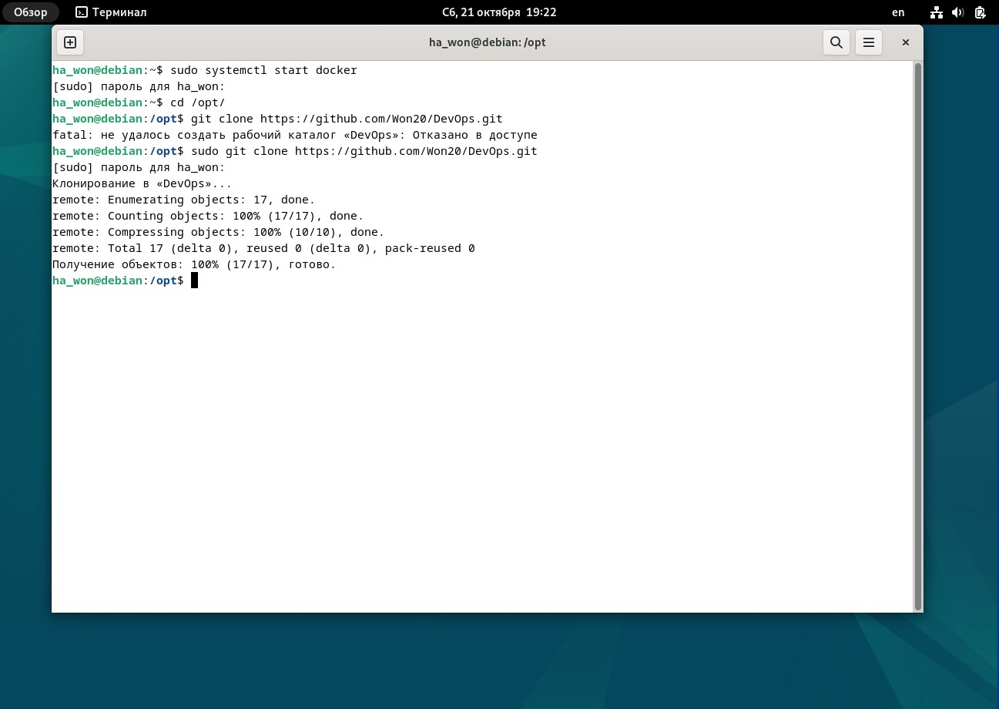 Обзор Терминал Сб, 21 октября 19:22 en
ha_won@debian: /opt
ha_won@debian:~$ sudo systemctl start docker
[sudo] пароль для ha_won:
ha_won@debian:~$ cd /opt/
ha_won@debian:/opt$ git clone https://github.com/Won20/DevOps.git
fatal: не удалось создать рабочий каталог «DevOps»: Отказано в доступе
ha_won@debian:/opt$ sudo git clone https://github.com/Won20/DevOps.git
[sudo] пароль для ha_won:
Клонирование в «DevOps»...
remote: Enumerating objects: 17, done.
remote: Counting objects: 100% (17/17), done.
remote: Compressing objects: 100% (10/10), done.
remote: Total 17 (delta 0), reused 0 (delta 0), pack-reused 0
Получение объектов: 100% (17/17), готово.
ha_won@debian:/opt$